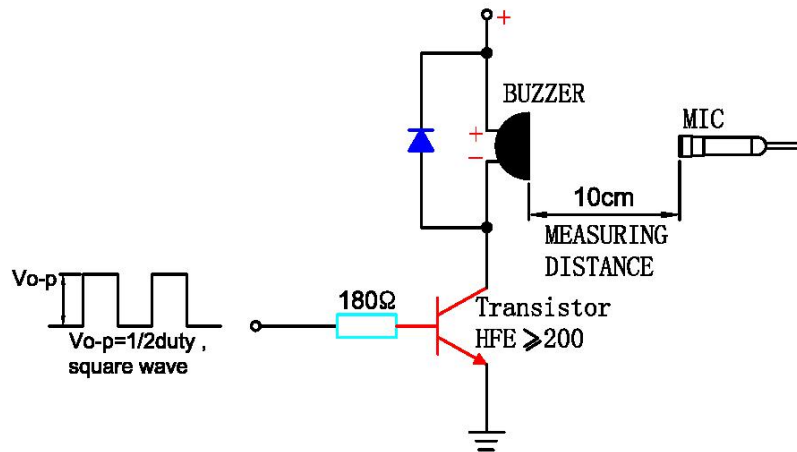 +
BUZZER
MIC
+
−
10cm
MEASURING
DISTANCE
Vo-p
180Ω
Transistor
HFE ⩾200
Vo-p=1/2duty ,
square wave